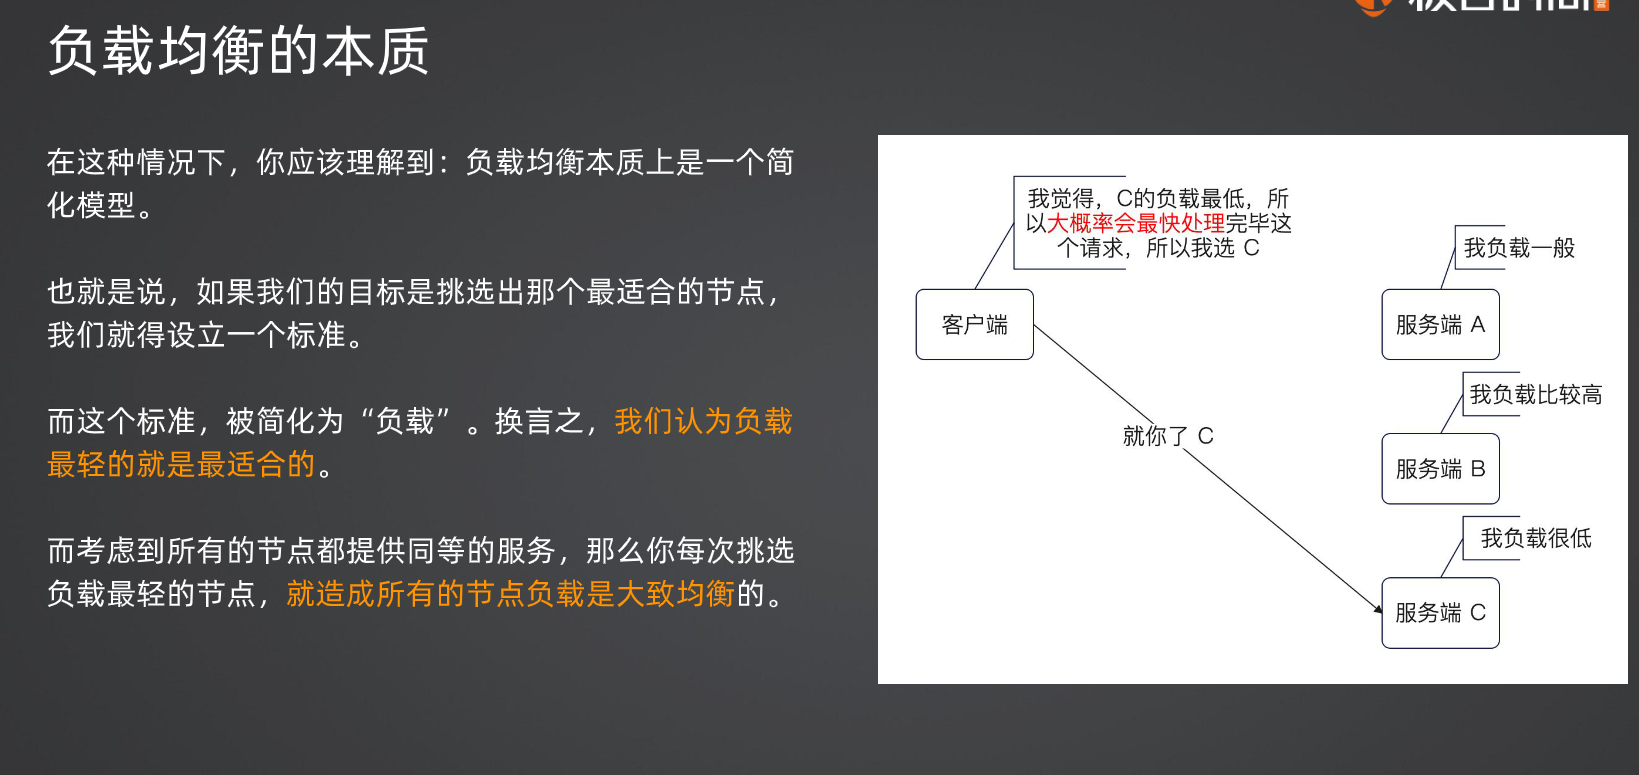 负载均衡的本质
在这种情况下，你应该理解到：负载均衡本质上是一个简
化模型。
也就是说，如果我们的目标是挑选出那个最适合的节点，
我们就得设立一个标准。
而这个标准，被简化为“负载”。换言之，我们认为负载
最轻的就是最适合的。
而考虑到所有的节点都提供同等的服务，那么你每次挑选
负载最轻的节点，就造成所有的节点负载是大致均衡的。
我觉得，C的负载最低，所
以大概率会最快处理完毕这
个请求，所以我选 C
客户端
就你了 C
我负载一般
服务端 A
我负载比较高
服务端 B
我负载很低
服务端 C